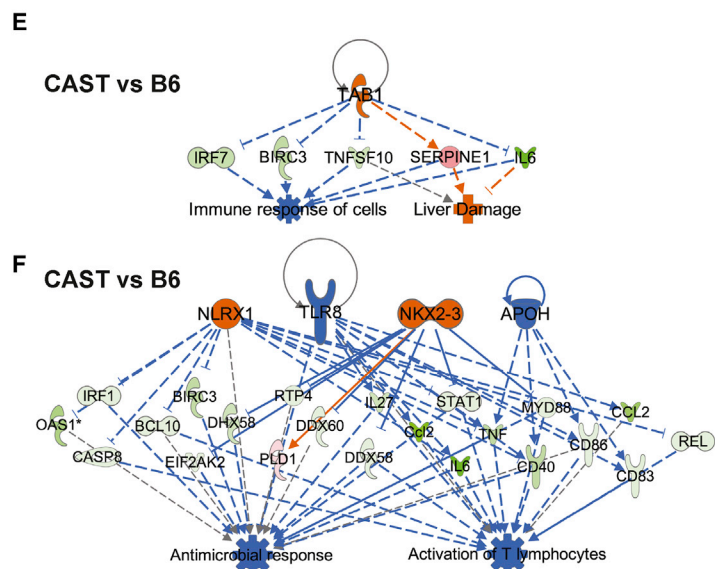 E
CAST vs B6
TAB1
IRF7 BIRC3 TNFSF10 SERPINE1 IL6
Immune response of cells Liver Damage
F
CAST vs B6
NLRX1 TLR8 NKX2-3 APOH
IRF1 BIRC3 RTP4 IL27 STAT1 MYD88 CCL2
OAS1* BCL10 DHX58 DDX60 Ccl2 TNF CD86 REL
CASP8 EIF2AK2 PLD1 DDX58 IL6 CD40 CD83
Antimicrobial response Activation of T lymphocytes